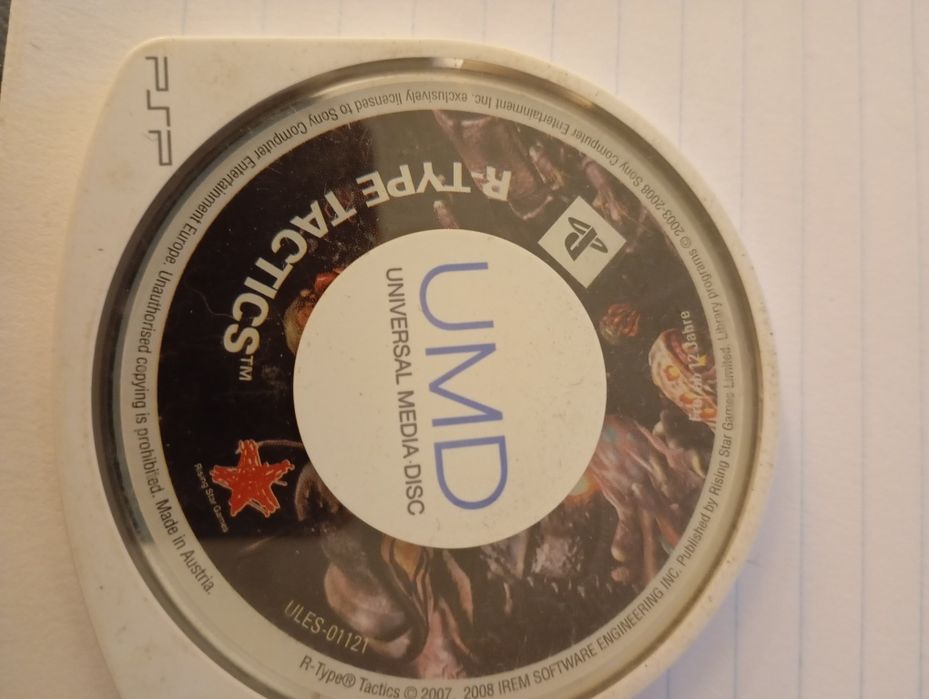 PSP
R-TYPE TACTICS™
UMD
UNIVERSAL MEDIA DISC
Rising Star Games
ULES-01121
Frei ab 12 Jahre
R-Type® Tactics © 2007, 2008 IREM SOFTWARE ENGINEERING INC. Published by Rising Star Games Limited. Library programs © 2003-2008 Sony Computer Entertainment Inc. exclusively licensed to Sony Computer Entertainment Europe. Unauthorised copying is prohibited. Made in Austria.